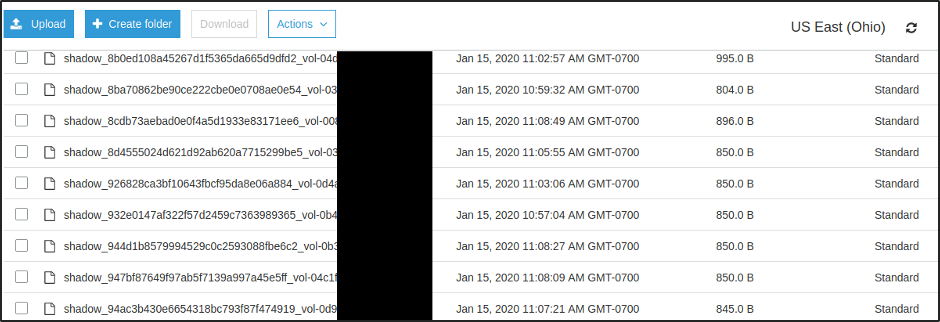 Upload Create folder Download Actions US East (Ohio)
shadow_8b0ed108a45267d1f5365da665d9dfd2_vol-04d Jan 15, 2020 11:02:57 AM GMT-0700 995.0 B Standard
shadow_8ba70862be90ce222cbe0e0708ae0e54_vol-03 Jan 15, 2020 10:59:32 AM GMT-0700 804.0 B Standard
shadow_8cdb73aebad0e0f4a5d1933e83171ee6_vol-008 Jan 15, 2020 11:08:49 AM GMT-0700 896.0 B Standard
shadow_8d4555024d621d92ab620a7715299be5_vol-03 Jan 15, 2020 11:05:55 AM GMT-0700 850.0 B Standard
shadow_926828ca3bf10643fbcf95da8e06a884_vol-0d4a Jan 15, 2020 11:03:06 AM GMT-0700 850.0 B Standard
shadow_932e0147af322f57d2459c7363989365_vol-0b4 Jan 15, 2020 10:57:04 AM GMT-0700 850.0 B Standard
shadow_944d1b8579994529c0c2593088fbe6c2_vol-0b3 Jan 15, 2020 11:08:27 AM GMT-0700 850.0 B Standard
shadow_947bf87649f97ab5f7139a997a45e5ff_vol-04c1f Jan 15, 2020 11:08:09 AM GMT-0700 850.0 B Standard
shadow_94ac3b430e6654318bc793f87f474919_vol-0d9 Jan 15, 2020 11:07:21 AM GMT-0700 845.0 B Standard